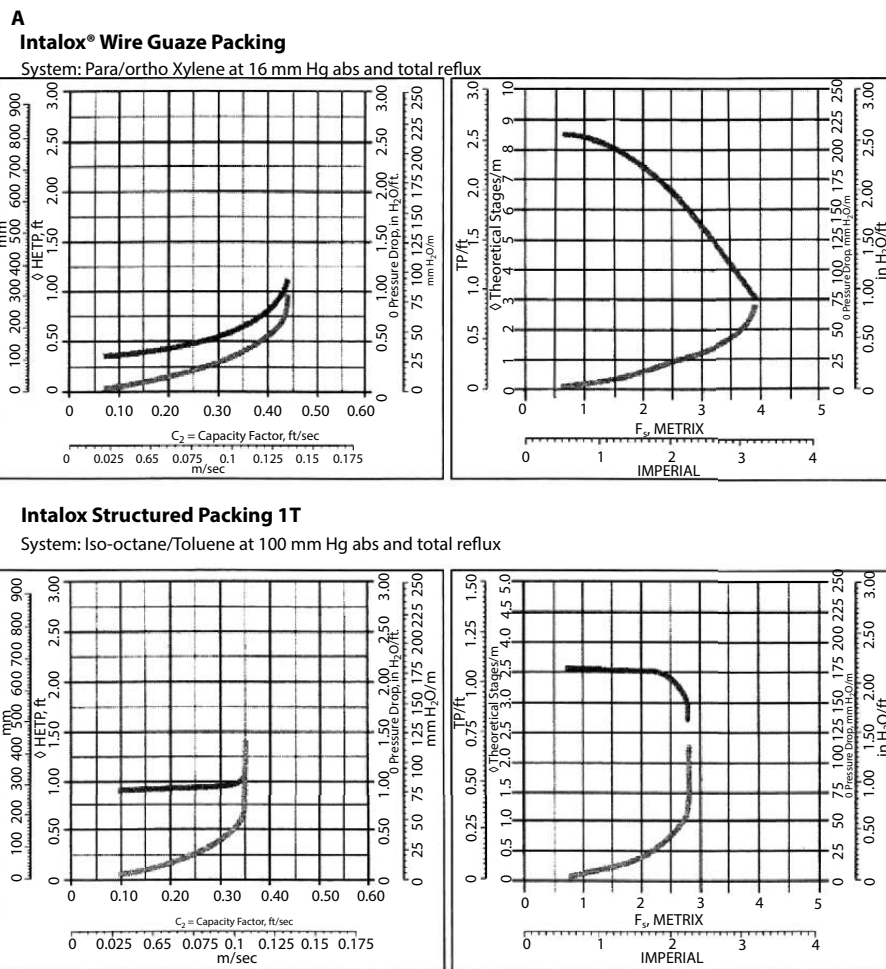 A
Intalox® Wire Guaze Packing
System: Para/ortho Xylene at 16 mm Hg abs and total reflux
mm
0 100 200 300 400 500 600 700 800 900
◊ HETP, ft
0 0.50 1.00 1.50 2.00 2.50 3.00
0 0.50 1.00 1.50 2.00 2.50 3.00
0 Pressure Drop, in H₂O/ft.
0 25 50 75 100 125 150 175 200 225 250
mm H₂O/m
0 0.10 0.20 0.30 0.40 0.50 0.60
C₂ = Capacity Factor, ft/sec
0 0.025 0.65 0.075 0.1 0.125 0.15 0.175
m/sec
TP/ft
0 0.5 1.0 1.5 2.0 2.5 3.0
◊ Theoretical Stages/m
0 1 2 3 4 5 6 7 8 9 10
0 25 50 75 100 125 150 175 200 225 250
0 Pressure Drop, mm H₂O/m
0 0.50 1.00 1.50 2.00 2.50 3.00
in H₂O/ft
0 1 2 3 4 5
Fₛ, METRIX
0 1 2 3 4
IMPERIAL
Intalox Structured Packing 1T
System: Iso-octane/Toluene at 100 mm Hg abs and total reflux
mm
0 100 200 300 400 500 600 700 800 900
◊ HETP, ft
0 0.50 1.00 1.50 2.00 2.50 3.00
0 0.50 1.00 1.50 2.00 2.50 3.00
0 Pressure Drop, in H₂O/ft.
0 25 50 75 100 125 150 175 200 225 250
mm H₂O/m
0 0.10 0.20 0.30 0.40 0.50 0.60
C₂ = Capacity Factor, ft/sec
0 0.025 0.65 0.075 0.1 0.125 0.15 0.175
m/sec
TP/ft
0 0.25 0.50 0.75 1.00 1.25 1.50
◊ Theoretical Stages/m
0 0.5 1.0 1.5 2.0 2.5 3.0 3.5 4.0 4.5 5.0
0 25 50 75 100 125 150 175 200 225 250
0 Pressure Drop, mm H₂O/m
0 0.50 1.00 1.50 2.00 2.50 3.00
in H₂O/ft
0 1 2 3 4 5
Fₛ, METRIX
0 1 2 3 4
IMPERIAL